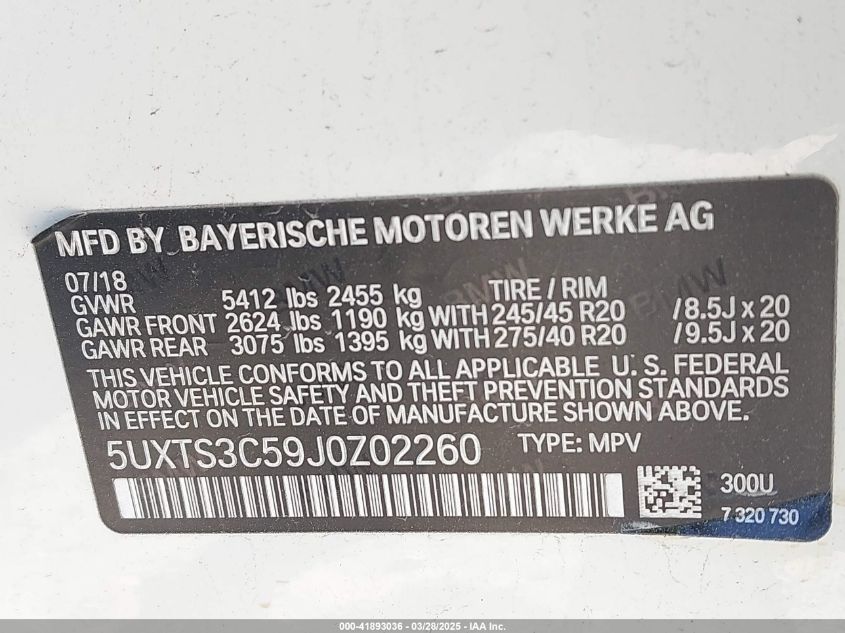 MFD BY BAYERISCHE MOTOREN WERKE AG
07/18
GVWR 5412 lbs 2455 kg TIRE / RIM
GAWR FRONT 2624 lbs 1190 kg WITH 245/45 R20 /8.5J x 20
GAWR REAR 3075 lbs 1395 kg WITH 275/40 R20 /9.5J x 20
THIS VEHICLE CONFORMS TO ALL APPLICABLE U. S. FEDERAL
MOTOR VEHICLE SAFETY AND THEFT PREVENTION STANDARDS
IN EFFECT ON THE DATE OF MANUFACTURE SHOWN ABOVE.
5UXTS3C59J0Z02260 TYPE: MPV
300U
7 320 730
BMW
BMW
000-41893036 - 03/28/2025 - IAA Inc.